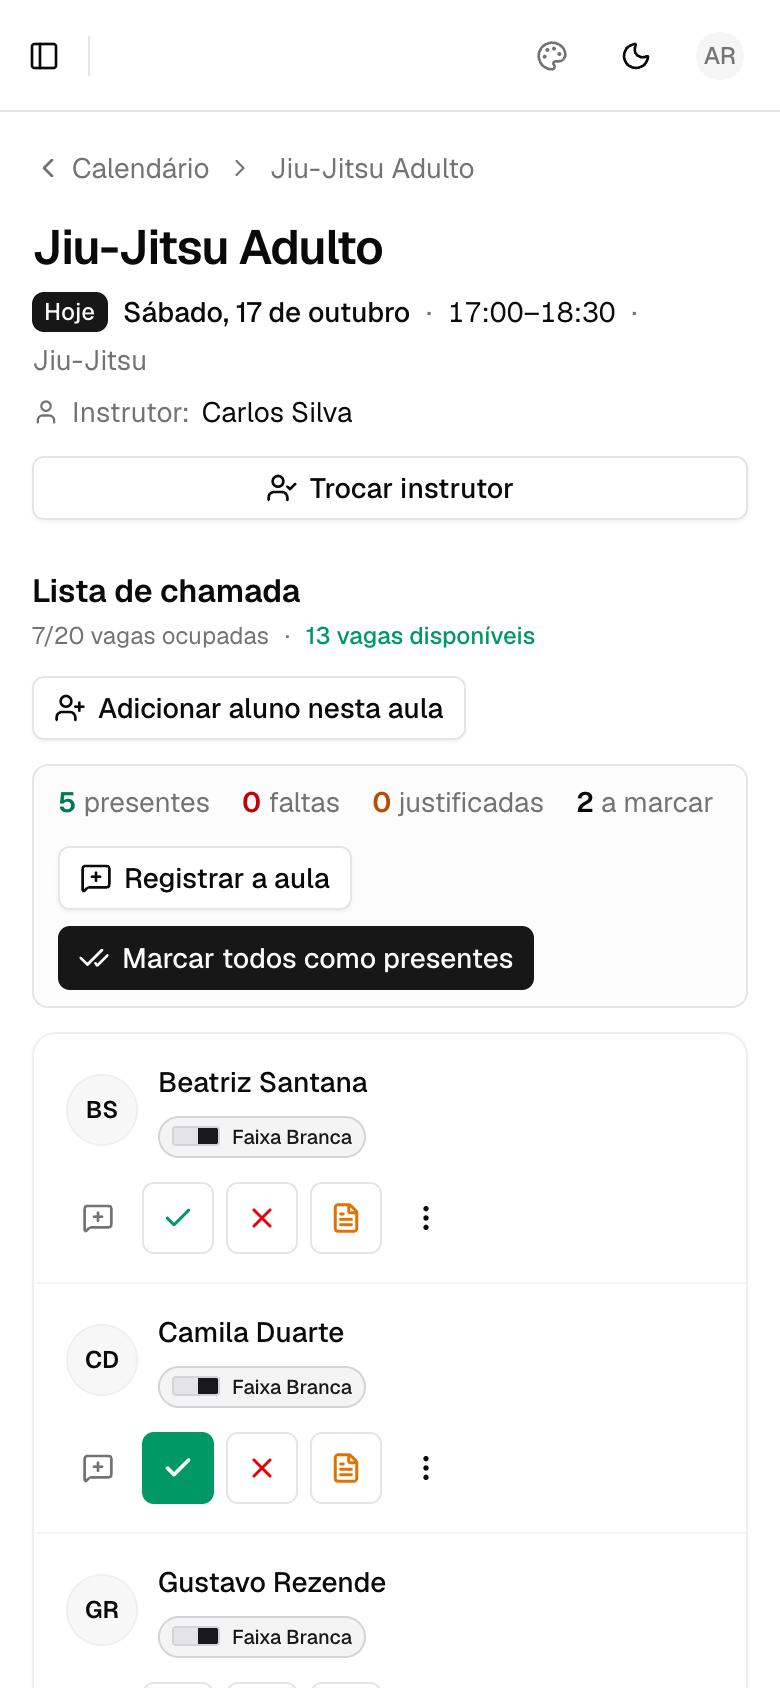 AR
Calendário > Jiu-Jitsu Adulto
Jiu-Jitsu Adulto
Hoje Sábado, 17 de outubro · 17:00–18:30 ·
Jiu-Jitsu
Instrutor: Carlos Silva
Trocar instrutor
Lista de chamada
7/20 vagas ocupadas · 13 vagas disponíveis
Adicionar aluno nesta aula
5 presentes 0 faltas 0 justificadas 2 a marcar
Registrar a aula
Marcar todos como presentes
Beatriz Santana
BS
Faixa Branca
Camila Duarte
CD
Faixa Branca
Gustavo Rezende
GR
Faixa Branca